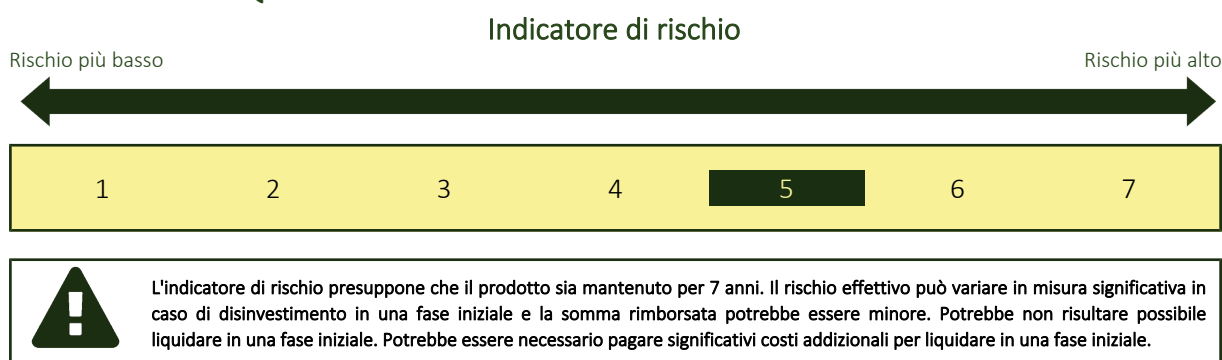 Indicatore di rischio
Rischio più basso
Rischio più alto
1 2 3 4 5 6 7
L'indicatore di rischio presuppone che il prodotto sia mantenuto per 7 anni. Il rischio effettivo può variare in misura significativa in
caso di disinvestimento in una fase iniziale e la somma rimborsata potrebbe essere minore. Potrebbe non risultare possibile
liquidare in una fase iniziale. Potrebbe essere necessario pagare significativi costi addizionali per liquidare in una fase iniziale.